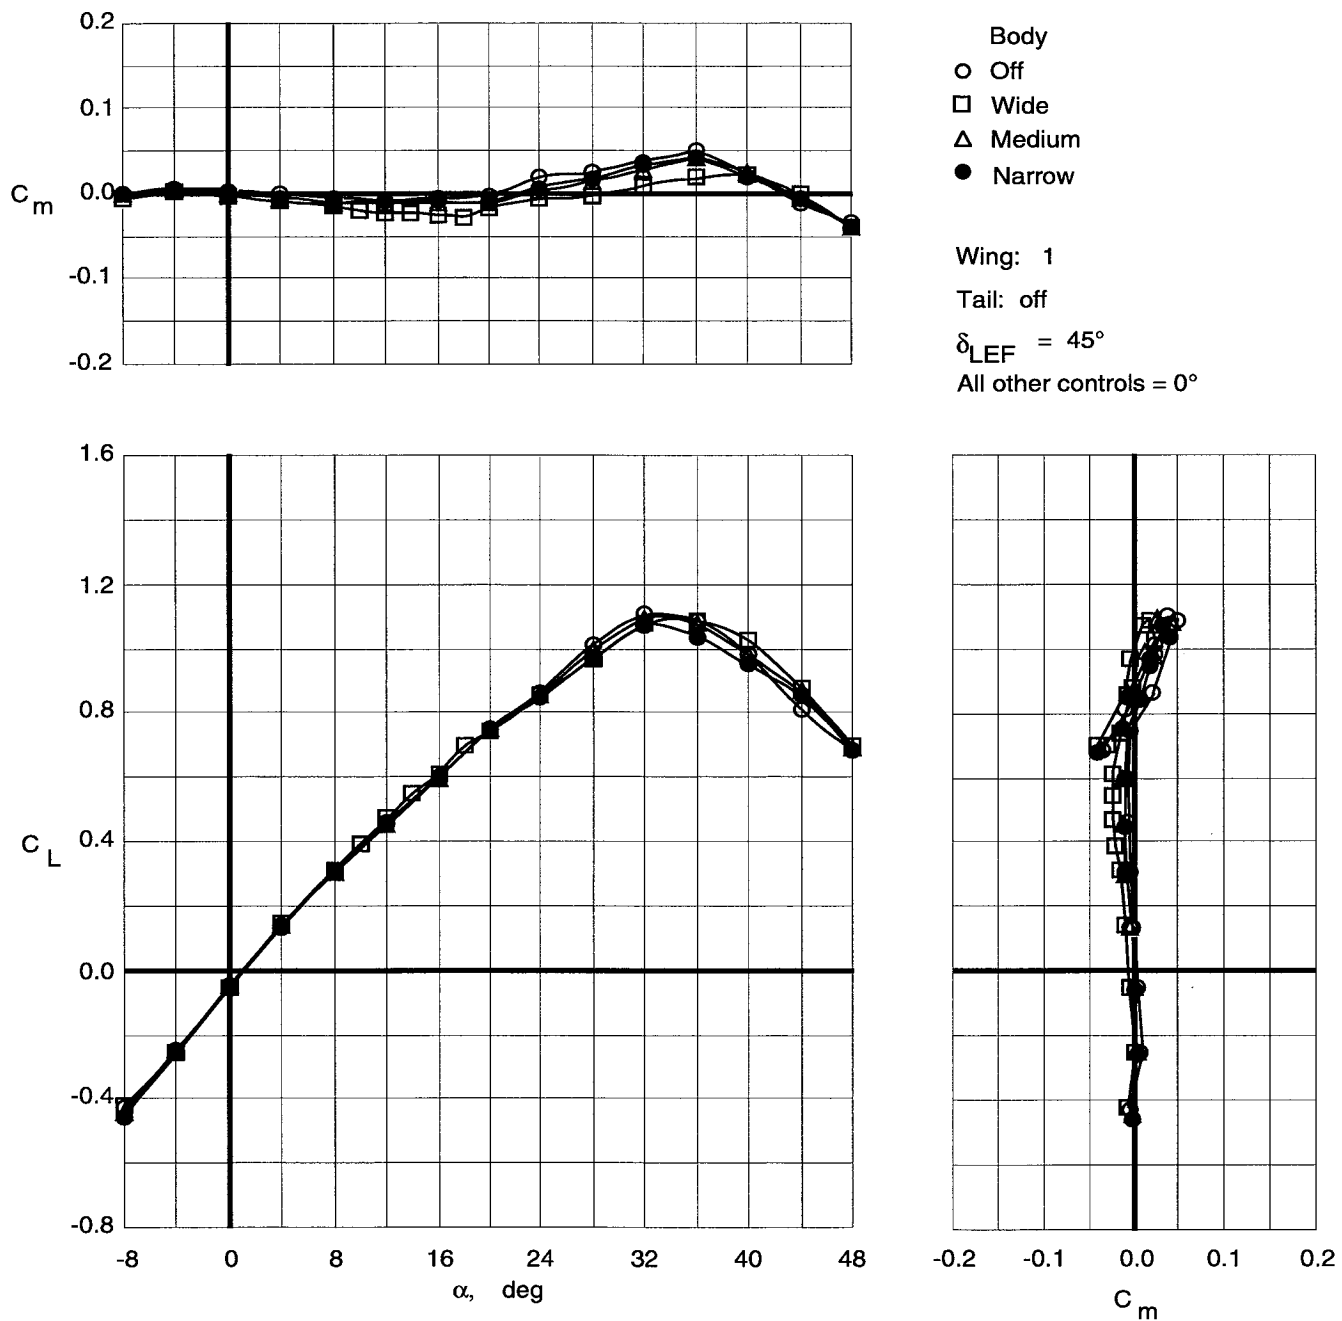 0.2
0.1
0.0
-0.1
-0.2
C m
Body
Off
Wide
Medium
Narrow
Wing: 1
Tail: off
δ LEF = 45°
All other controls = 0°
1.6
1.2
0.8
0.4
0.0
-0.4
-0.8
C L
-8 0 8 16 24 32 40 48
α, deg
-0.2 -0.1 0.0 0.1 0.2
C m